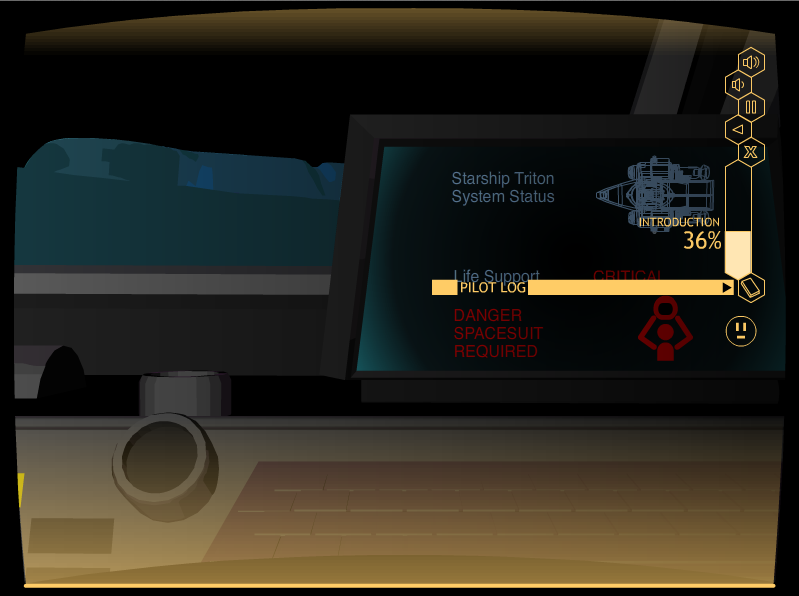 Starship Triton
System Status
INTRODUCTION
36%
Life Support CRITICAL
PILOT LOG
DANGER
SPACESUIT
REQUIRED
X